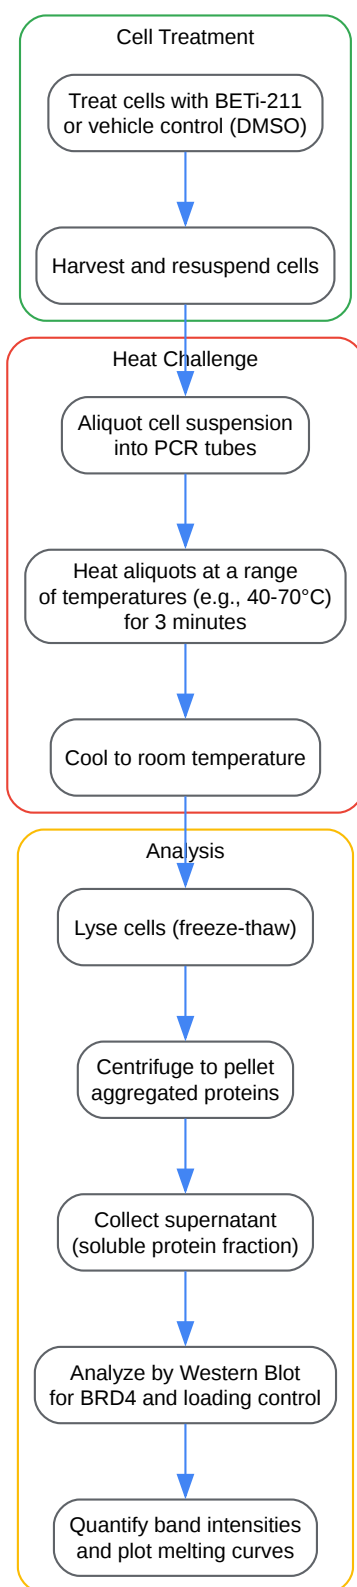 Cell Treatment
Treat cells with BETi-211
or vehicle control (DMSO)
Harvest and resuspend cells
Heat Challenge
Aliquot cell suspension
into PCR tubes
Heat aliquots at a range
of temperatures (e.g., 40-70°C)
for 3 minutes
Cool to room temperature
Analysis
Lyse cells (freeze-thaw)
Centrifuge to pellet
aggregated proteins
Collect supernatant
(soluble protein fraction)
Analyze by Western Blot
for BRD4 and loading control
Quantify band intensities
and plot melting curves